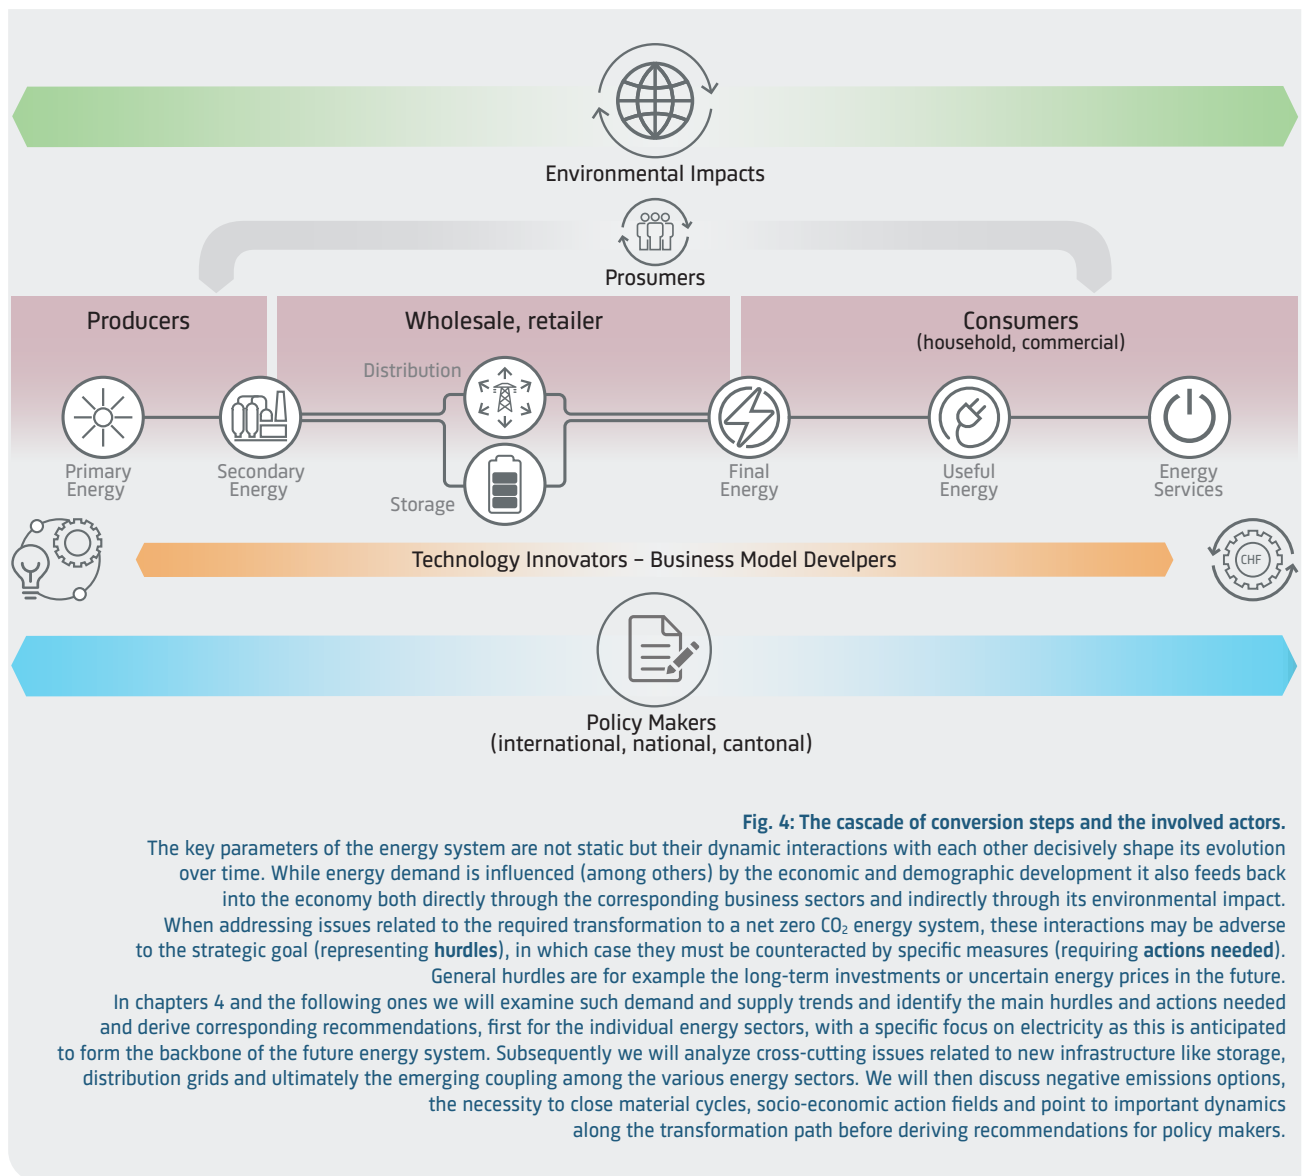 Environmental Impacts
Prosumers
Producers
Wholesale, retailer
Consumers
(household, commercial)
Distribution
Primary
Energy
Secondary
Energy
Storage
Final
Energy
Useful
Energy
Energy
Services
Technology Innovators – Business Model Develpers
CHF
Policy Makers
(international, national, cantonal)
Fig. 4: The cascade of conversion steps and the involved actors.
The key parameters of the energy system are not static but their dynamic interactions with each other decisively shape its evolution
over time. While energy demand is influenced (among others) by the economic and demographic development it also feeds back
into the economy both directly through the corresponding business sectors and indirectly through its environmental impact.
When addressing issues related to the required transformation to a net zero CO₂ energy system, these interactions may be adverse
to the strategic goal (representing hurdles), in which case they must be counteracted by specific measures (requiring actions needed).
General hurdles are for example the long-term investments or uncertain energy prices in the future.
In chapters 4 and the following ones we will examine such demand and supply trends and identify the main hurdles and actions needed
and derive corresponding recommendations, first for the individual energy sectors, with a specific focus on electricity as this is anticipated
to form the backbone of the future energy system. Subsequently we will analyze cross-cutting issues related to new infrastructure like storage,
distribution grids and ultimately the emerging coupling among the various energy sectors. We will then discuss negative emissions options,
the necessity to close material cycles, socio-economic action fields and point to important dynamics
along the transformation path before deriving recommendations for policy makers.